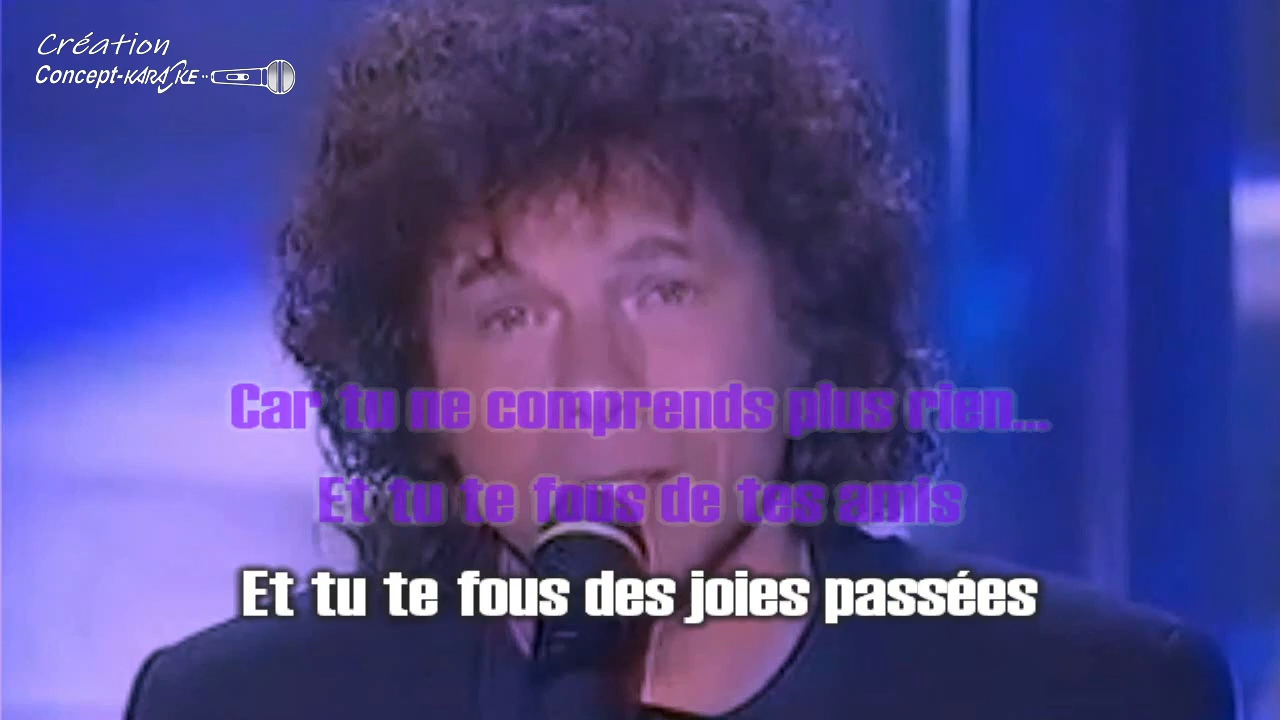 Création
Concept-KARAOKE
Car tu ne comprends plus rien...
Et tu te fous de tes amis
Et tu te fous des joies passées